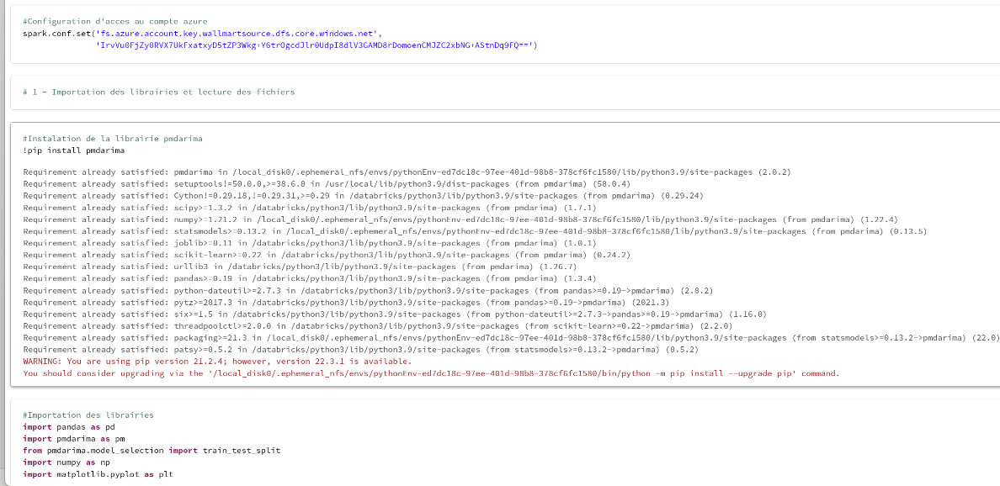 #Configuration d'acces au compte azure
spark.conf.set('fs.azure.account.key.wallmartsource.dfs.core.windows.net',
# 1 - Importation des librairies et lecture des fichiers
#Instalation de la librairie pmdarima
!pip install pmdarima
Requirement already satisfied: pmdarima in /local_disk0/.ephemeral_nfs/envs/pythonEnv-ed7dc18c-97ee-401d-98b8-378cf6fc1580/lib/python3.9/site-packages (2.0.2)
Requirement already satisfied: setuptools!=50.0.0,>=38.6.0 in /usr/local/lib/python3.9/dist-packages (from pmdarima) (58.0.4)
Requirement already satisfied: Cython!=0.29.18,!=0.29.31,>=0.29 in /databricks/python3/lib/python3.9/site-packages (from pmdarima) (0.29.24)
Requirement already satisfied: scipy>=1.3.2 in /databricks/python3/lib/python3.9/site-packages (from pmdarima) (1.7.1)
Requirement already satisfied: numpy>=1.21.2 in /local_disk0/.ephemeral_nfs/envs/pythonEnv-ed7dc18c-97ee-401d-98b8-378cf6fc1580/lib/python3.9/site-packages (from pmdarima) (1.22.4)
Requirement already satisfied: statsmodels>=0.13.2 in /local_disk0/.ephemeral_nfs/envs/pythonEnv-ed7dc18c-97ee-401d-98b8-378cf6fc1580/lib/python3.9/site-packages (from pmdarima) (0.13.5)
Requirement already satisfied: joblib>=0.11 in /databricks/python3/lib/python3.9/site-packages (from pmdarima) (1.0.1)
Requirement already satisfied: scikit-learn>=0.22 in /databricks/python3/lib/python3.9/site-packages (from pmdarima) (0.24.2)
Requirement already satisfied: urllib3 in /databricks/python3/lib/python3.9/site-packages (from pmdarima) (1.26.7)
Requirement already satisfied: pandas>=0.19 in /databricks/python3/lib/python3.9/site-packages (from pmdarima) (1.3.4)
Requirement already satisfied: python-dateutil>=2.7.3 in /databricks/python3/lib/python3.9/site-packages (from pandas>=0.19->pmdarima) (2.8.2)
Requirement already satisfied: pytz>=2017.3 in /databricks/python3/lib/python3.9/site-packages (from pandas>=0.19->pmdarima) (2021.3)
Requirement already satisfied: six>=1.5 in /databricks/python3/lib/python3.9/site-packages (from python-dateutil>=2.7.3->pandas>=0.19->pmdarima) (1.16.0)
Requirement already satisfied: threadpoolctl>=2.0.0 in /databricks/python3/lib/python3.9/site-packages (from scikit-learn>=0.22->pmdarima) (2.2.0)
Requirement already satisfied: packaging>=21.3 in /local_disk0/.ephemeral_nfs/envs/pythonEnv-ed7dc18c-97ee-401d-98b8-378cf6fc1580/lib/python3.9/site-packages (from statsmodels>=0.13.2->pmdarima) (22.0)
Requirement already satisfied: patsy>=0.5.2 in /databricks/python3/lib/python3.9/site-packages (from statsmodels>=0.13.2->pmdarima) (0.5.2)
WARNING: You are using pip version 21.2.4; however, version 22.3.1 is available.
You should consider upgrading via the '/local_disk0/.ephemeral_nfs/envs/pythonEnv-ed7dc18c-97ee-401d-98b8-378cf6fc1580/bin/python -m pip install --upgrade pip' command.
#Importation des librairies
import pandas as pd
import pmdarima as pm
from pmdarima.model_selection import train_test_split
import numpy as np
import matplotlib.pyplot as plt